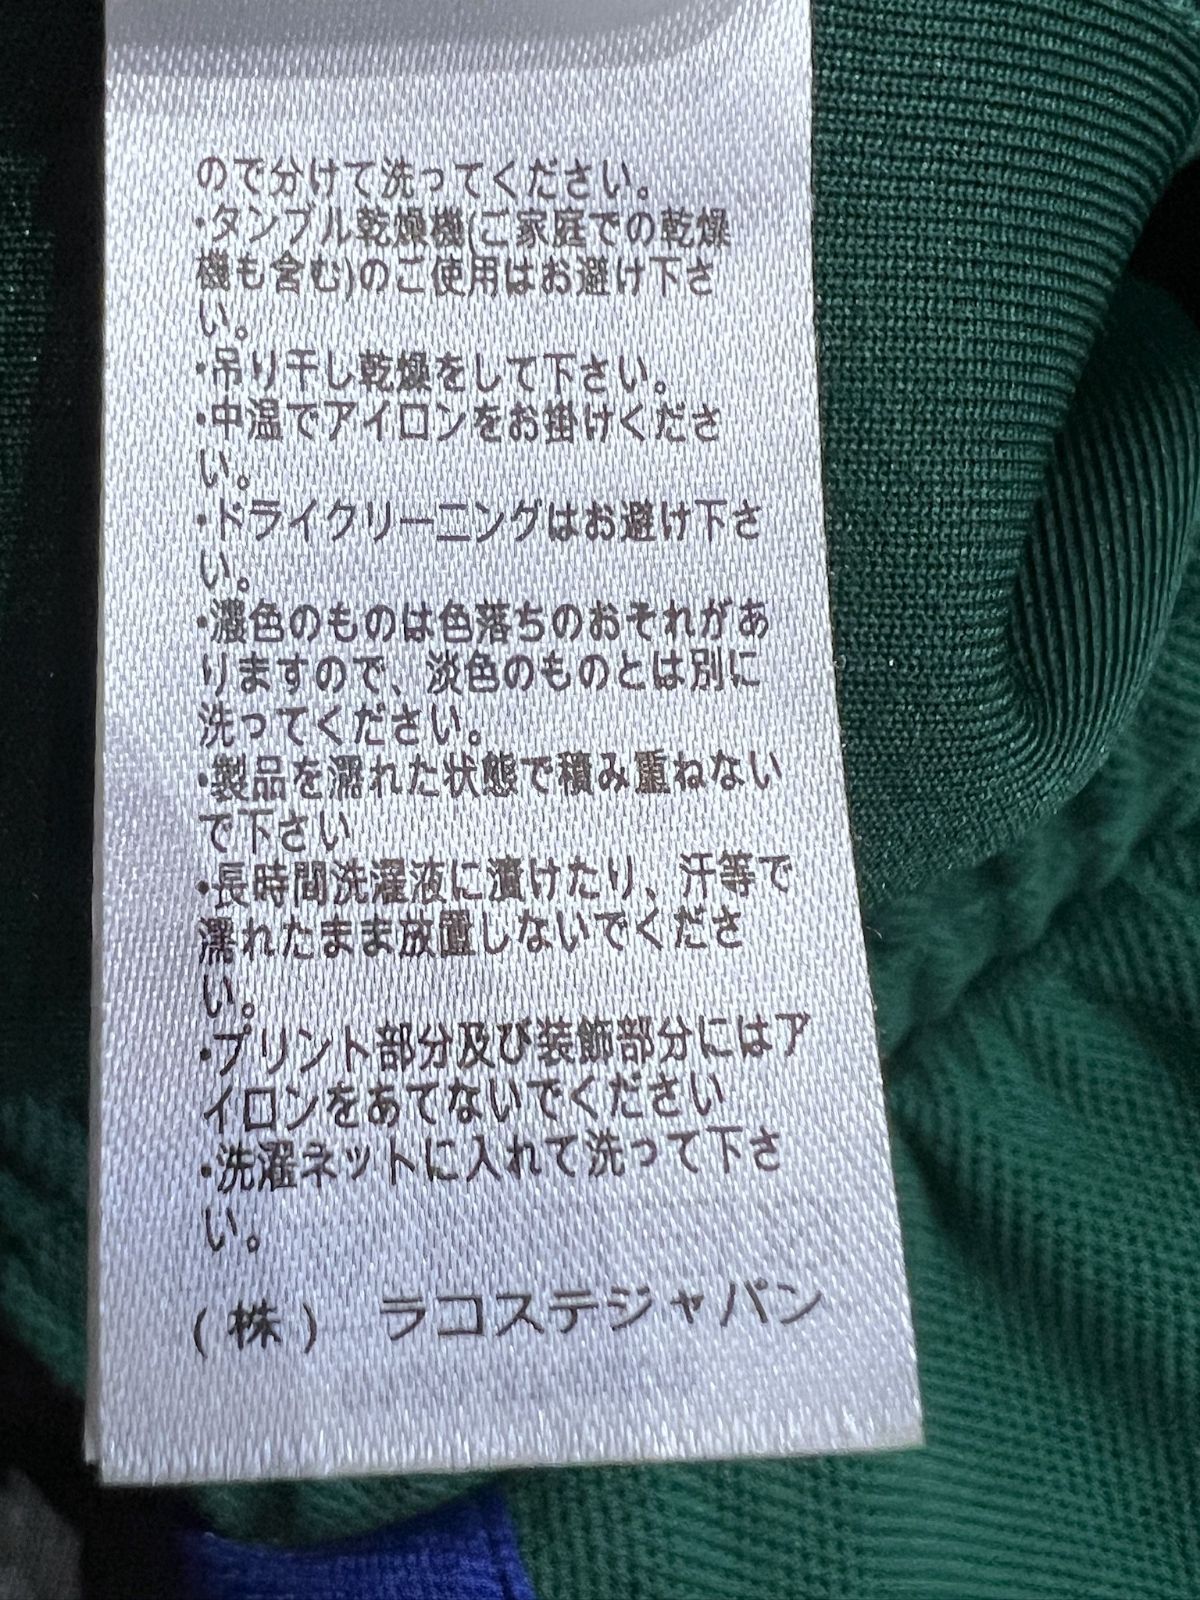 ので分けて洗ってください。
・タンブル乾燥機(ご家庭での乾燥
機も含む)のご使用はお避け下さ
い。
・吊り干し乾燥をして下さい。
・中温でアイロンをお掛けくださ
い。
・ドライクリーニングはお避け下さ
い。
・濃色のものは色落ちのおそれがあ
りますので、淡色のものとは別に
洗ってください。
・製品を濡れた状態で積み重ねない
で下さい
・長時間洗濯液に漬けたり、汗等で
濡れたまま放置しないでくださ
い。
・プリント部分及び装飾部分にはア
イロンをあてないでください
・洗濯ネットに入れて洗って下さ
い。
(株) ラコステジャパン